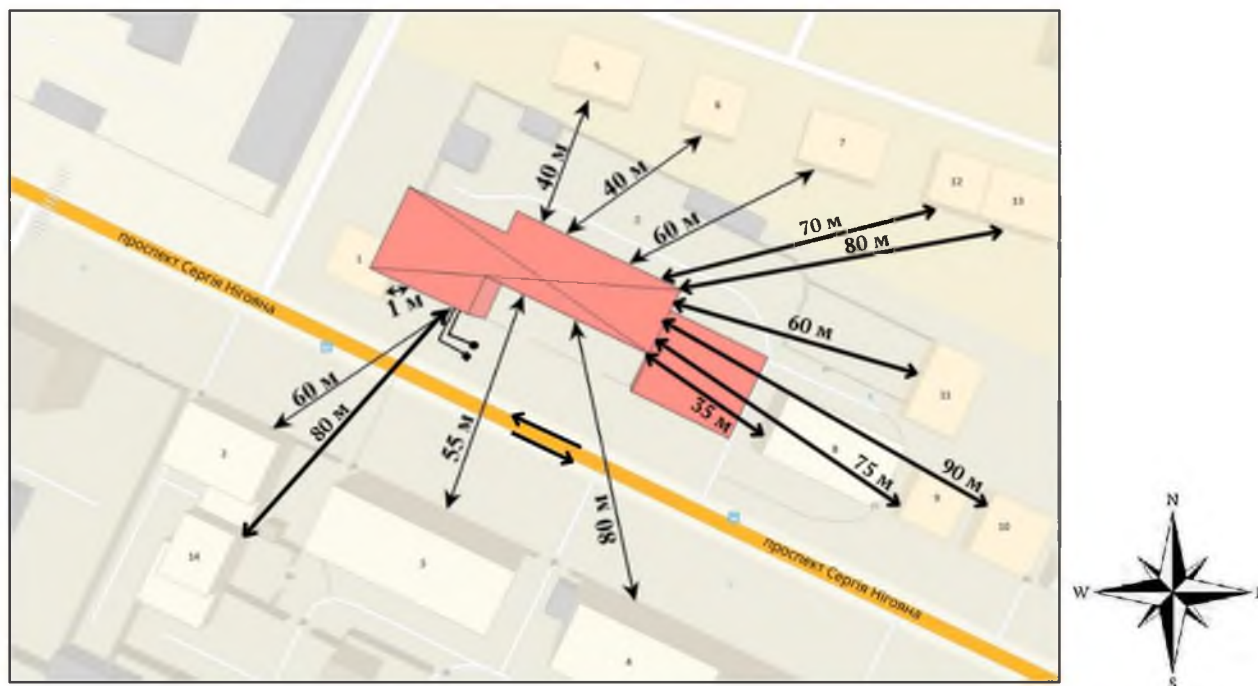 5
6
7
12
13
40 м
40 м
60 м
70 м
80 м
2
1
1 м
проспект Сергія Нігояна
60 м
11
60 м
80 м
55 м
80 м
35 м
75 м
90 м
8
9
10
3
14
5
4
проспект Сергія Нігояна
N
W
E
S